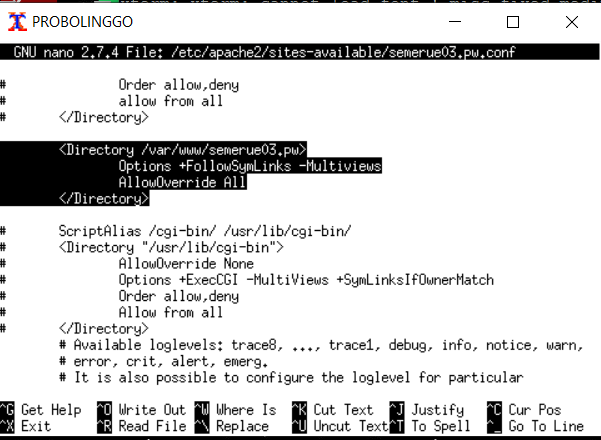 PROBOLINGGO
GNU nano 2.7.4 File: /etc/apache2/sites-available/semerue03.pw.conf
# Order allow,deny
# allow from all
# </Directory>
<Directory /var/www/semerue03.pw>
Options +FollowSymLinks -Multiviews
AllowOverride All
</Directory>
# ScriptAlias /cgi-bin/ /usr/lib/cgi-bin/
# <Directory "/usr/lib/cgi-bin">
# AllowOverride None
# Options +ExecCGI -MultiViews +SymLinksIfOwnerMatch
# Order allow,deny
# Allow from all
# </Directory>
# Available loglevels: trace8, ..., trace1, debug, info, notice, warn,
# error, crit, alert, emerg.
# It is also possible to configure the loglevel for particular
^G Get Help ^O Write Out ^W Where Is ^K Cut Text ^J Justify ^C Cur Pos
^X Exit ^R Read File ^\ Replace ^U Uncut Text^T To Spell ^_ Go To Line